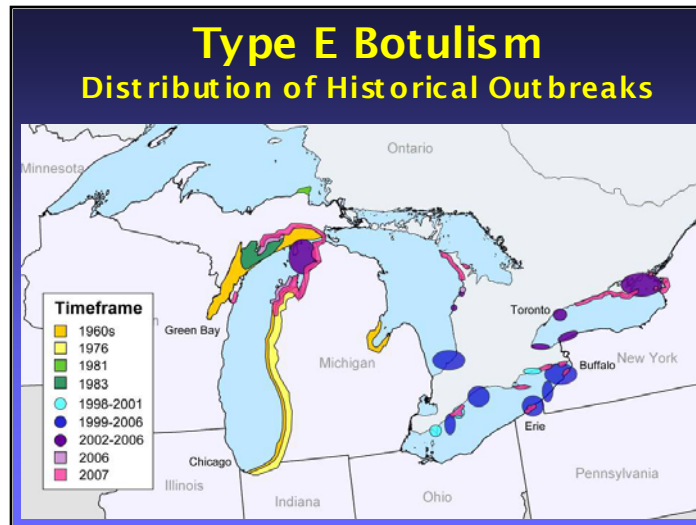 Type E Botulism
Distribution of Historical Outbreaks
Minnesota
Ontario
Timeframe
1960s
1976
1981
1983
1998-2001
1999-2006
2002-2006
2006
2007
Green Bay
Michigan
Toronto
Buffalo
New York
Erie
Chicago
Illinois
Indiana
Ohio
Pennsylvania